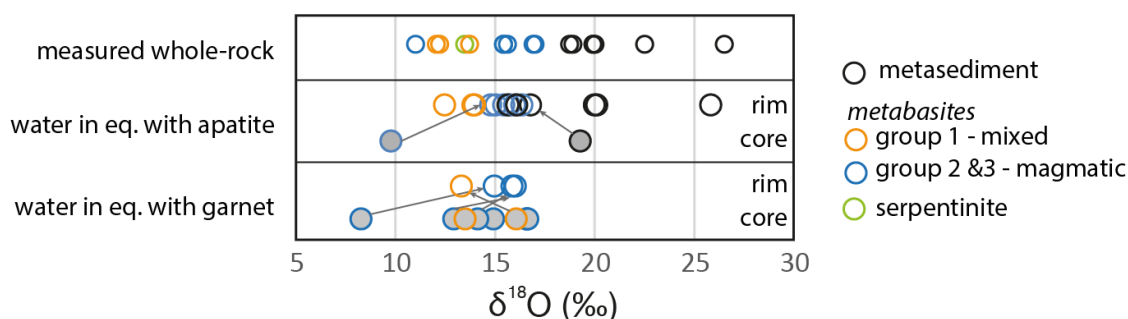 measured whole-rock
water in eq. with apatite
rim
core
water in eq. with garnet
rim
core
5 10 15 20 25 30
δ¹⁸O (‰)
metasediment
metabasites
group 1 - mixed
group 2 &3 - magmatic
serpentinite